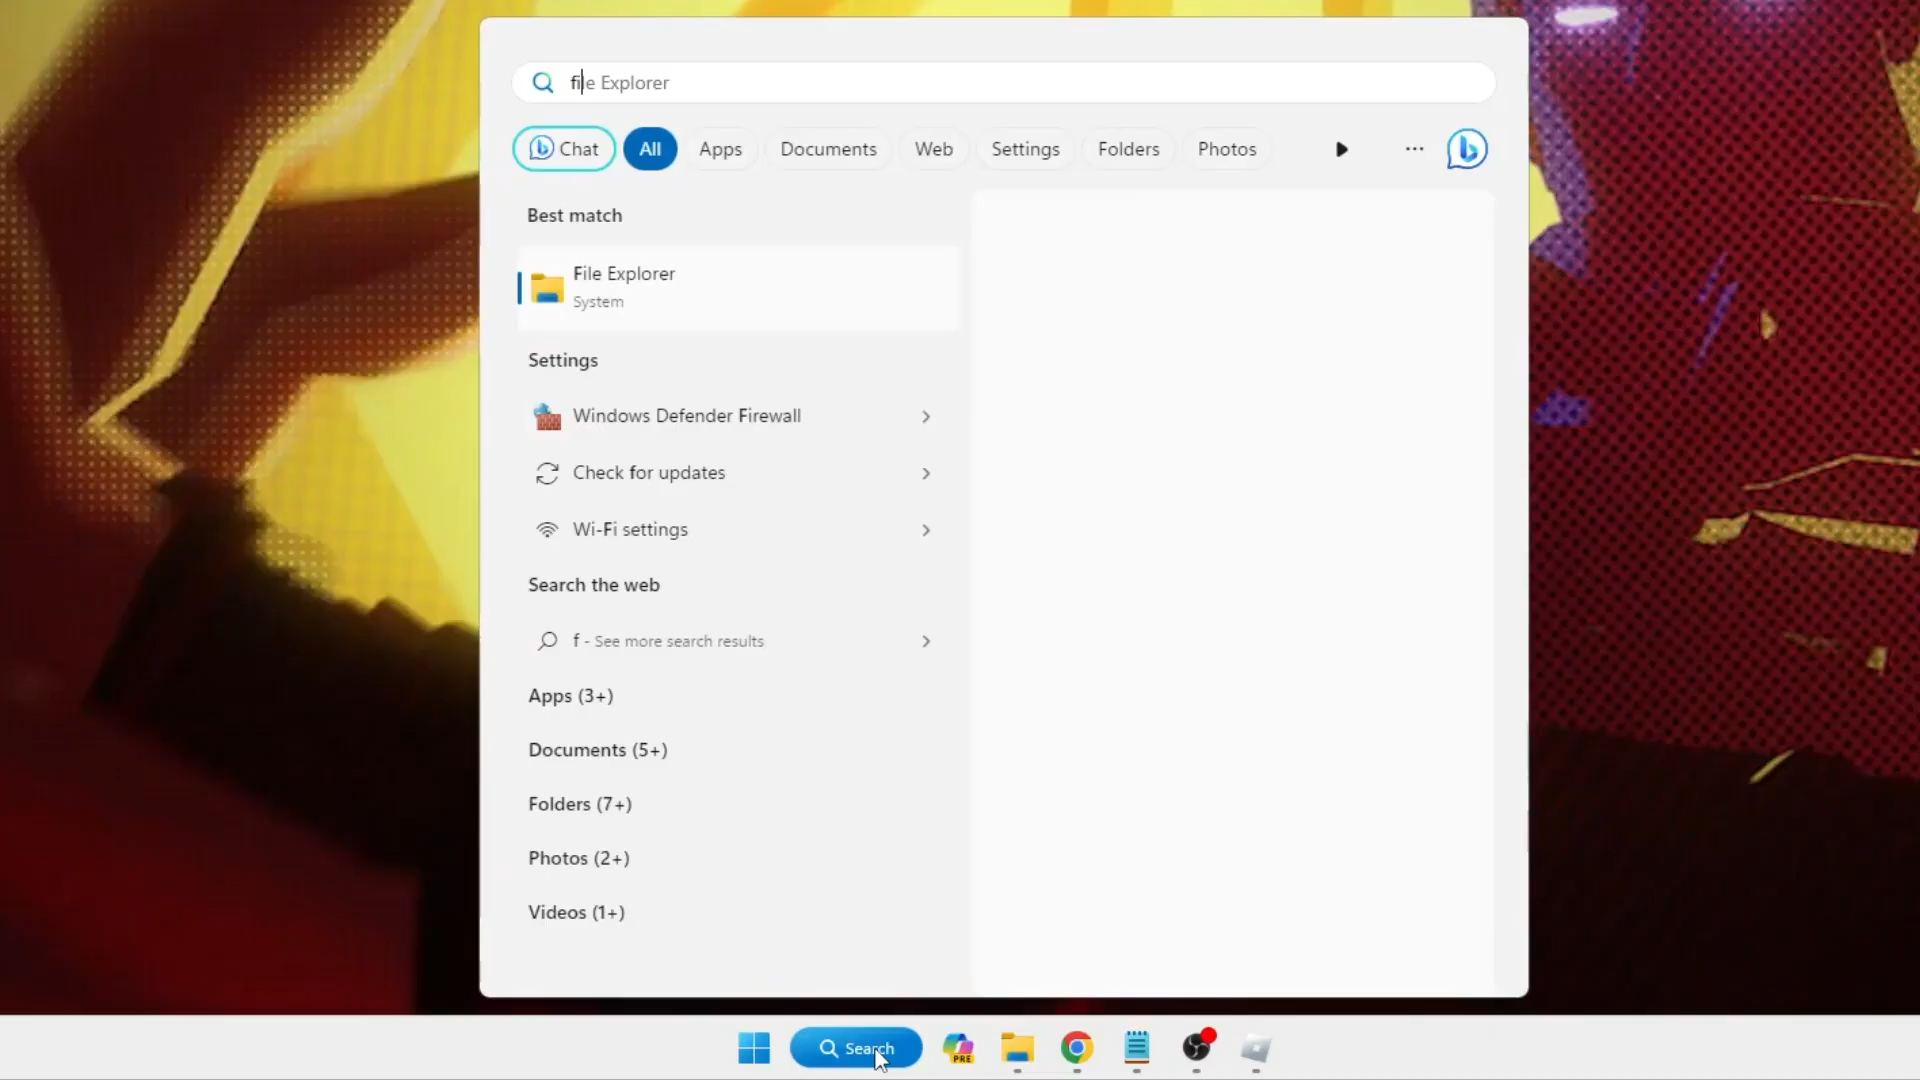 file Explorer
Chat All Apps Documents Web Settings Folders Photos
Best match
File Explorer
System
Settings
Windows Defender Firewall
Check for updates
Wi-Fi settings
Search the web
f - See more search results
Apps (3+)
Documents (5+)
Folders (7+)
Photos (2+)
Videos (1+)
Search
PRE